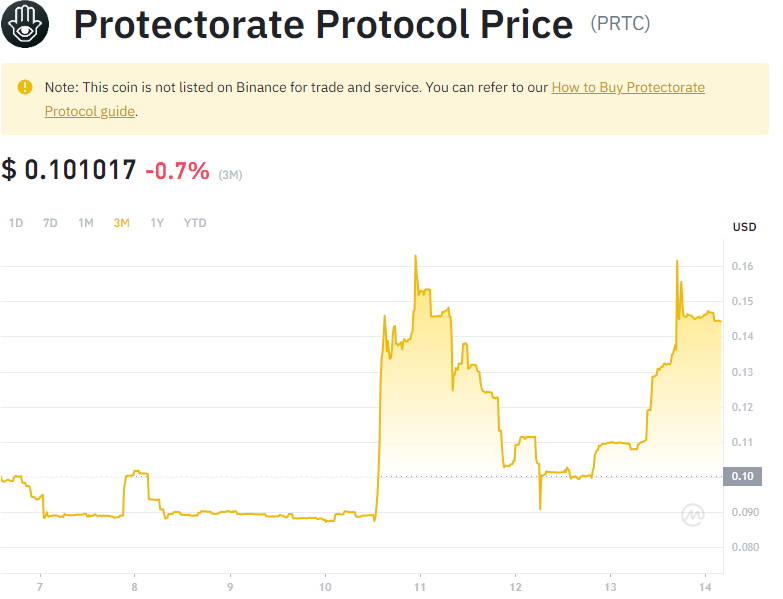 Protectorate Protocol Price (PRTC)
Note: This coin is not listed on Binance for trade and service. You can refer to our How to Buy Protectorate
Protocol guide.
$ 0.101017 -0.7% (3M)
1D 7D 1M 3M 1Y YTD
USD
0.16
0.15
0.14
0.13
0.12
0.11
0.10
0.090
0.080
7 8 9 10 11 12 13 14